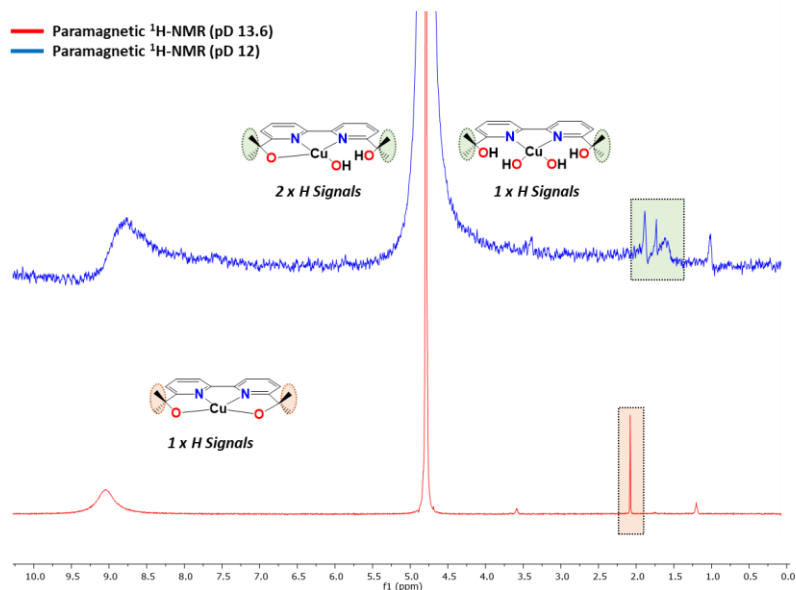 Paramagnetic ¹H-NMR (pD 13.6)
Paramagnetic ¹H-NMR (pD 12)
N N
Cu
O HO
OH
2 x H Signals
N N
OH Cu OH
HO OH
1 x H Signals
N N
Cu
O O
1 x H Signals
10.0 9.5 9.0 8.5 8.0 7.5 7.0 6.5 6.0 5.5 5.0 4.5 4.0 3.5 3.0 2.5 2.0 1.5 1.0 0.5 0.0
f1 (ppm)